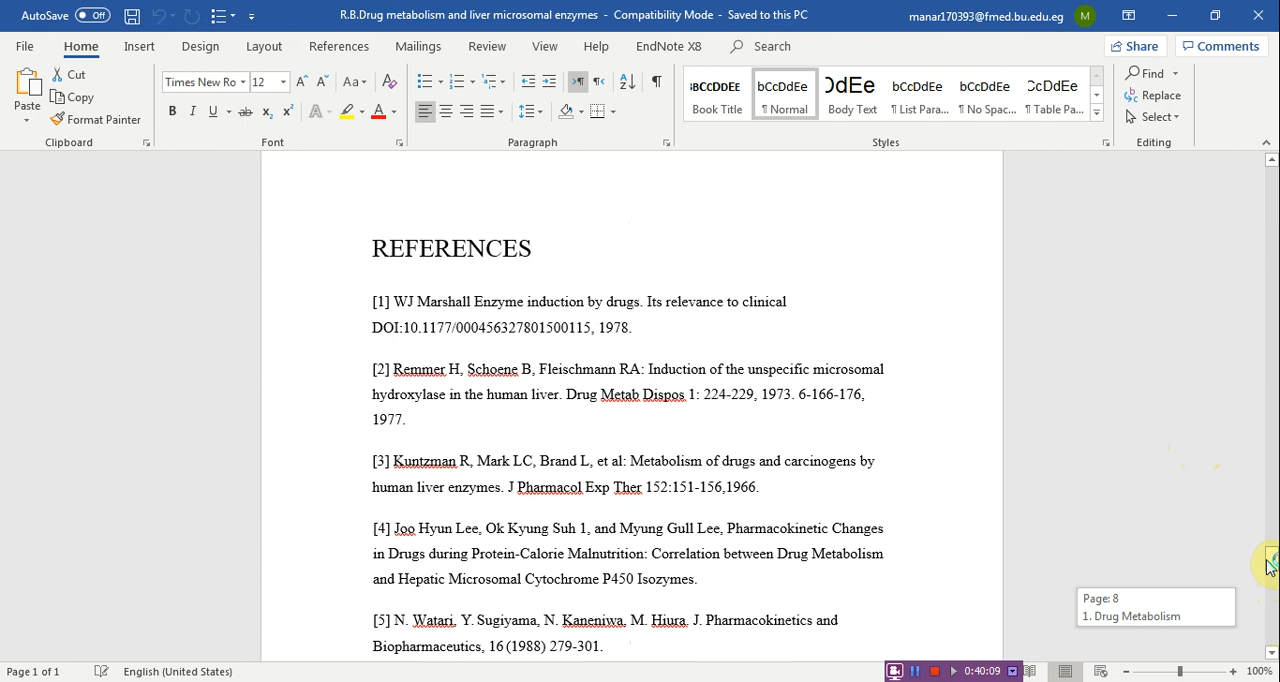 AutoSave Off R.B.Drug metabolism and liver microsomal enzymes - Compatibility Mode - Saved to this PC manar170393@fmed.bu.edu.eg M
File Home Insert Design Layout References Mailings Review View Help EndNote X8 Search Share Comments
Paste Cut Copy Format Painter
Clipboard
Times New Ro 12
Font
Paragraph
Book Title
¶ Normal
Body Text
¶ List Para...
¶ No Spac...
¶ Table Pa...
Styles
Find
Replace
Select
Editing
REFERENCES
[1] WJ Marshall Enzyme induction by drugs. Its relevance to clinical
DOI:10.1177/000456327801500115, 1978.
[2] Remmer H, Schoene B, Fleischmann RA: Induction of the unspecific microsomal
hydroxylase in the human liver. Drug Metab Dispos 1: 224-229, 1973. 6-166-176,
1977.
[3] Kuntzman R, Mark LC, Brand L, et al: Metabolism of drugs and carcinogens by
human liver enzymes. J Pharmacol Exp Ther 152:151-156,1966.
[4] Joo Hyun Lee, Ok Kyung Suh 1, and Myung Gull Lee, Pharmacokinetic Changes
in Drugs during Protein-Calorie Malnutrition: Correlation between Drug Metabolism
and Hepatic Microsomal Cytochrome P450 Isozymes.
[5] N. Watari, Y. Sugiyama, N. Kaneniwa, M. Hiura. J. Pharmacokinetics and
Biopharmaceutics, 16 (1988) 279-301.
Page: 8
1. Drug Metabolism
Page 1 of 1 English (United States) 0:40:09 100%